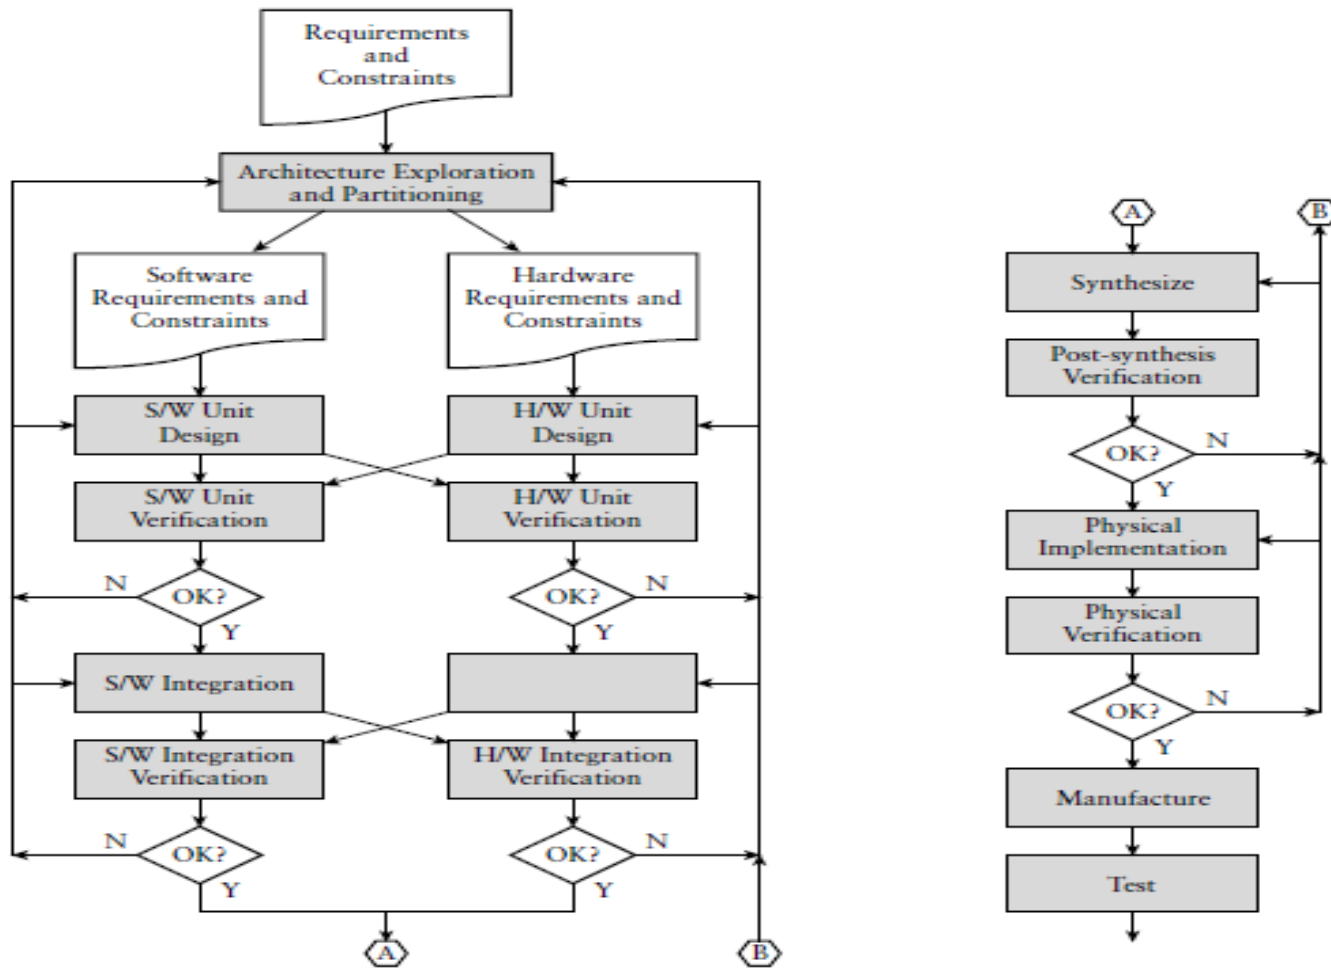 Requirements
and
Constraints
Architecture Exploration
and Partitioning
Software
Requirements and
Constraints
Hardware
Requirements and
Constraints
S/W Unit
Design
H/W Unit
Design
S/W Unit
Verification
H/W Unit
Verification
N
OK?
Y
OK?
N
Y
S/W Integration
S/W Integration
Verification
H/W Integration
Verification
N
OK?
Y
OK?
N
Y
A
B
A
B
Synthesize
Post-synthesis
Verification
OK?
N
Y
Physical
Implementation
Physical
Verification
OK?
N
Y
Manufacture
Test